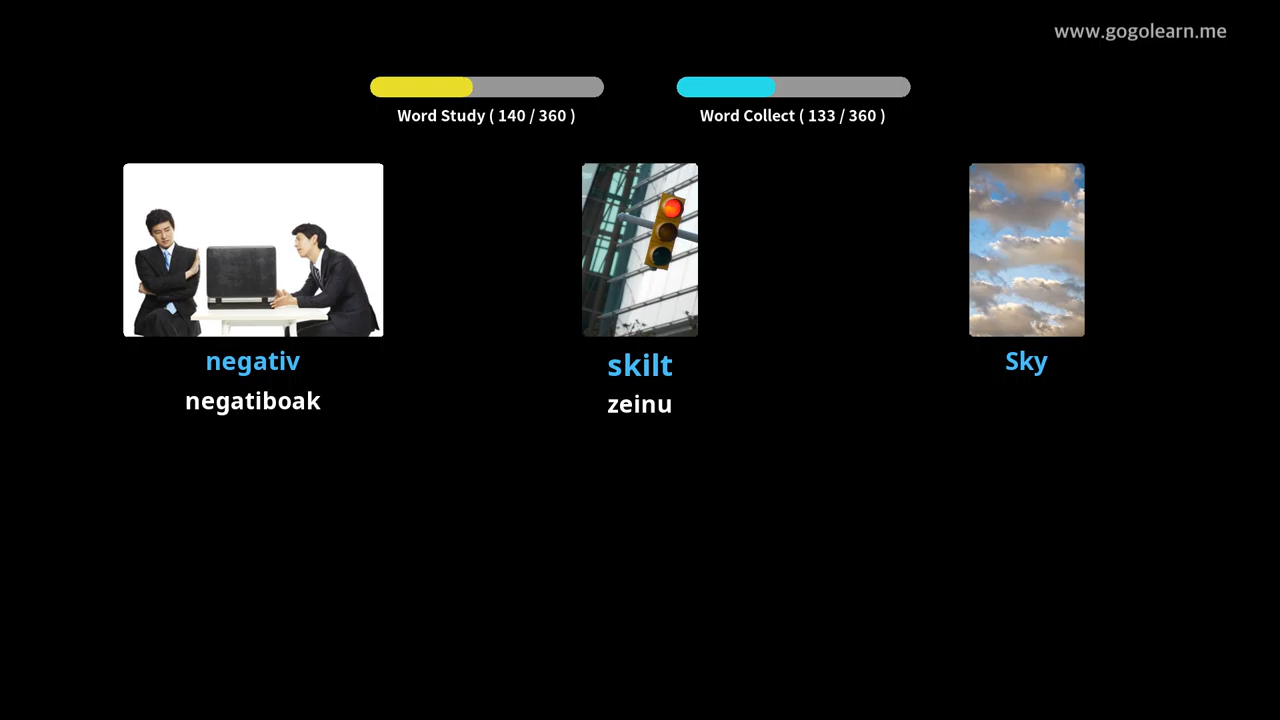 www.gogolearn.me
Word Study ( 140 / 360 )
Word Collect ( 133 / 360 )
negativ
negatiboak
skilt
zeinu
Sky